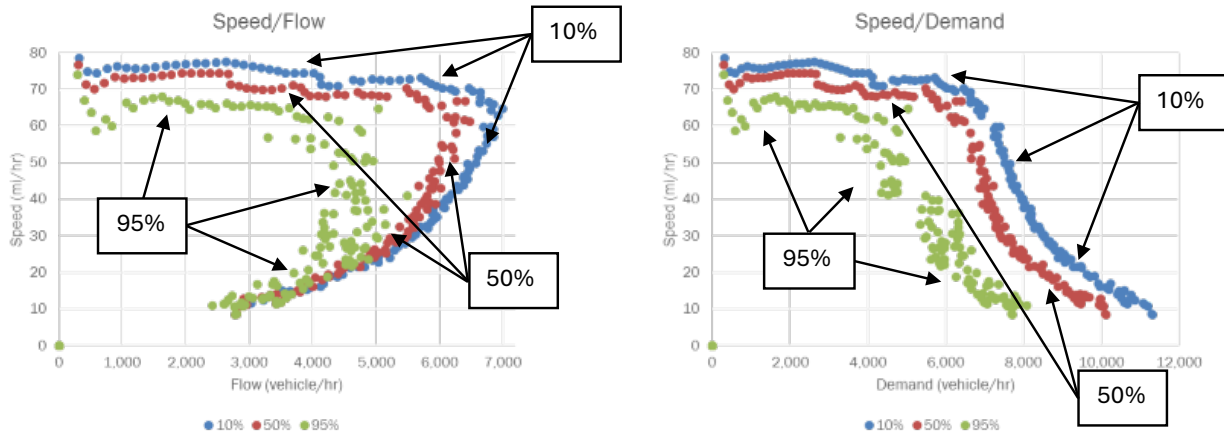 Speed/Flow
10%
80
70
60
50
40
30
20
10
0
Speed (mi/hr)
95%
50%
0 1,000 2,000 3,000 4,000 5,000 6,000 7,000
Flow (vehicle/hr)
10% 50% 95%
Speed/Demand
10%
80
70
60
50
40
30
20
10
0
Speed (mi/hr)
95%
50%
0 2,000 4,000 6,000 8,000 10,000 12,000
Demand (vehicle/hr)
10% 50% 95%